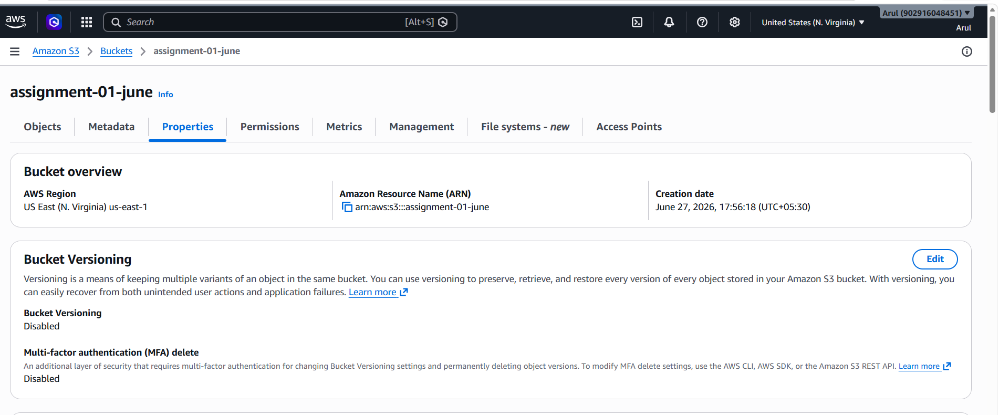 aws
Search [Alt+S]
United States (N. Virginia)
Arul (902916048451)
Arul
Amazon S3 > Buckets > assignment-01-june
assignment-01-june Info
Objects Metadata Properties Permissions Metrics Management File systems - new Access Points
Bucket overview
AWS Region
US East (N. Virginia) us-east-1
Amazon Resource Name (ARN)
arn:aws:s3:::assignment-01-june
Creation date
June 27, 2026, 17:56:18 (UTC+05:30)
Bucket Versioning
Edit
Versioning is a means of keeping multiple variants of an object in the same bucket. You can use versioning to preserve, retrieve, and restore every version of every object stored in your Amazon S3 bucket. With versioning, you
can easily recover from both unintended user actions and application failures. Learn more
Bucket Versioning
Disabled
Multi-factor authentication (MFA) delete
An additional layer of security that requires multi-factor authentication for changing Bucket Versioning settings and permanently deleting object versions. To modify MFA delete settings, use the AWS CLI, AWS SDK, or the Amazon S3 REST API. Learn more
Disabled